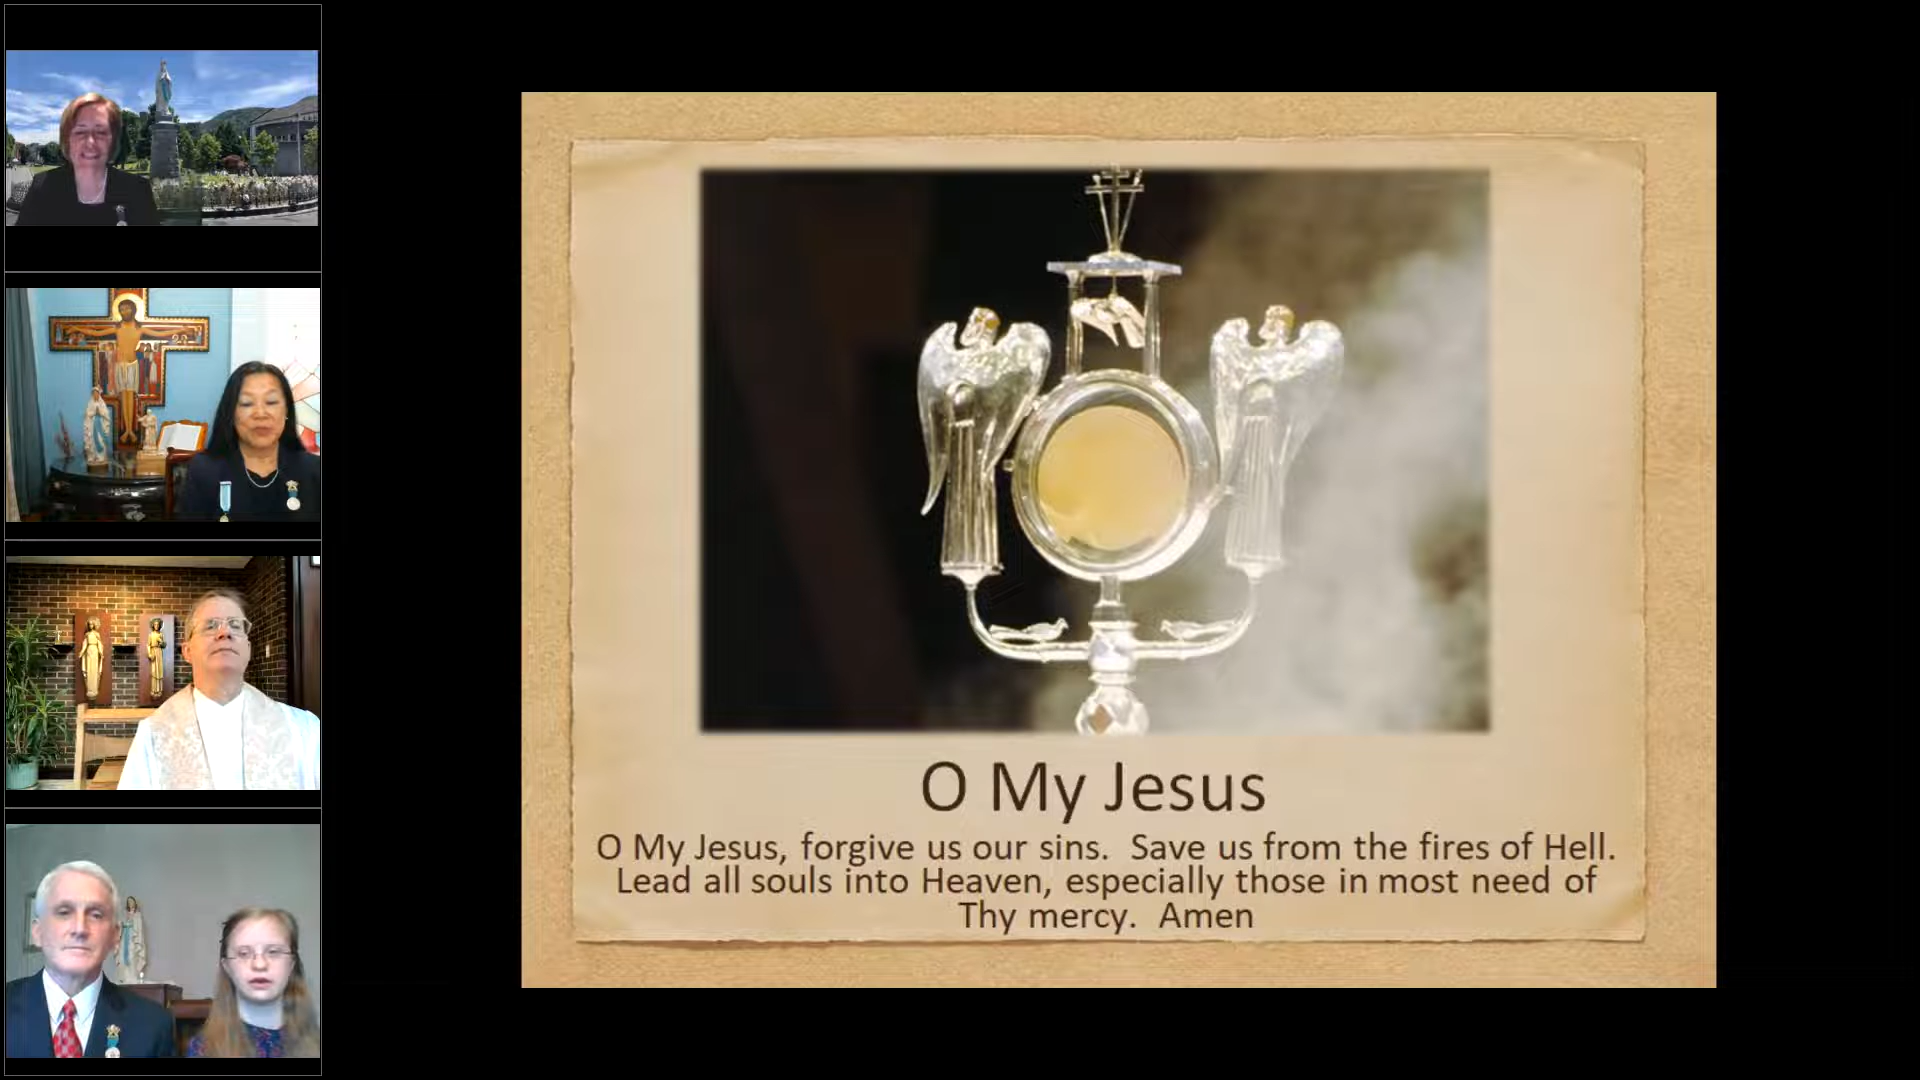 O My Jesus
O My Jesus, forgive us our sins.  Save us from the fires of Hell.
Lead all souls into Heaven, especially those in most need of
Thy mercy.  Amen